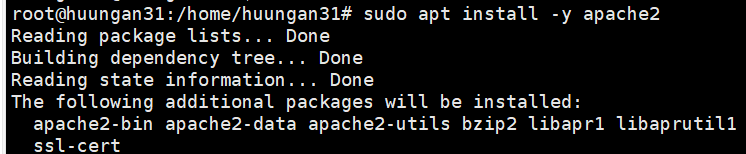 root@huungan31:/home/huungan31# sudo apt install -y apache2
Reading package lists... Done
Building dependency tree... Done
Reading state information... Done
The following additional packages will be installed:
  apache2-bin apache2-data apache2-utils bzip2 libapr1 libaprutil1
  ssl-cert